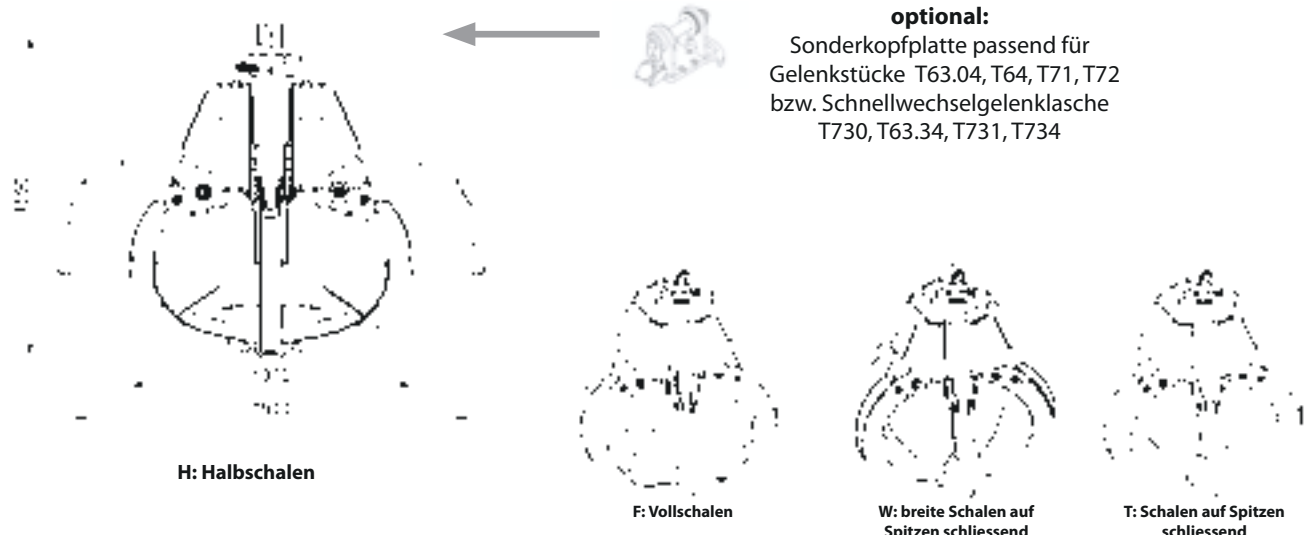 optional:
Sonderkopfplatte passend für
Gelenkstücke T63.04, T64, T71, T72
bzw. Schnellwechselgelenklasche
T730, T63.34, T731, T734
H: Halbschalen
F: Vollschalen
W: breite Schalen auf
Spitzen schliessend
T: Schalen auf Spitzen
schliessend